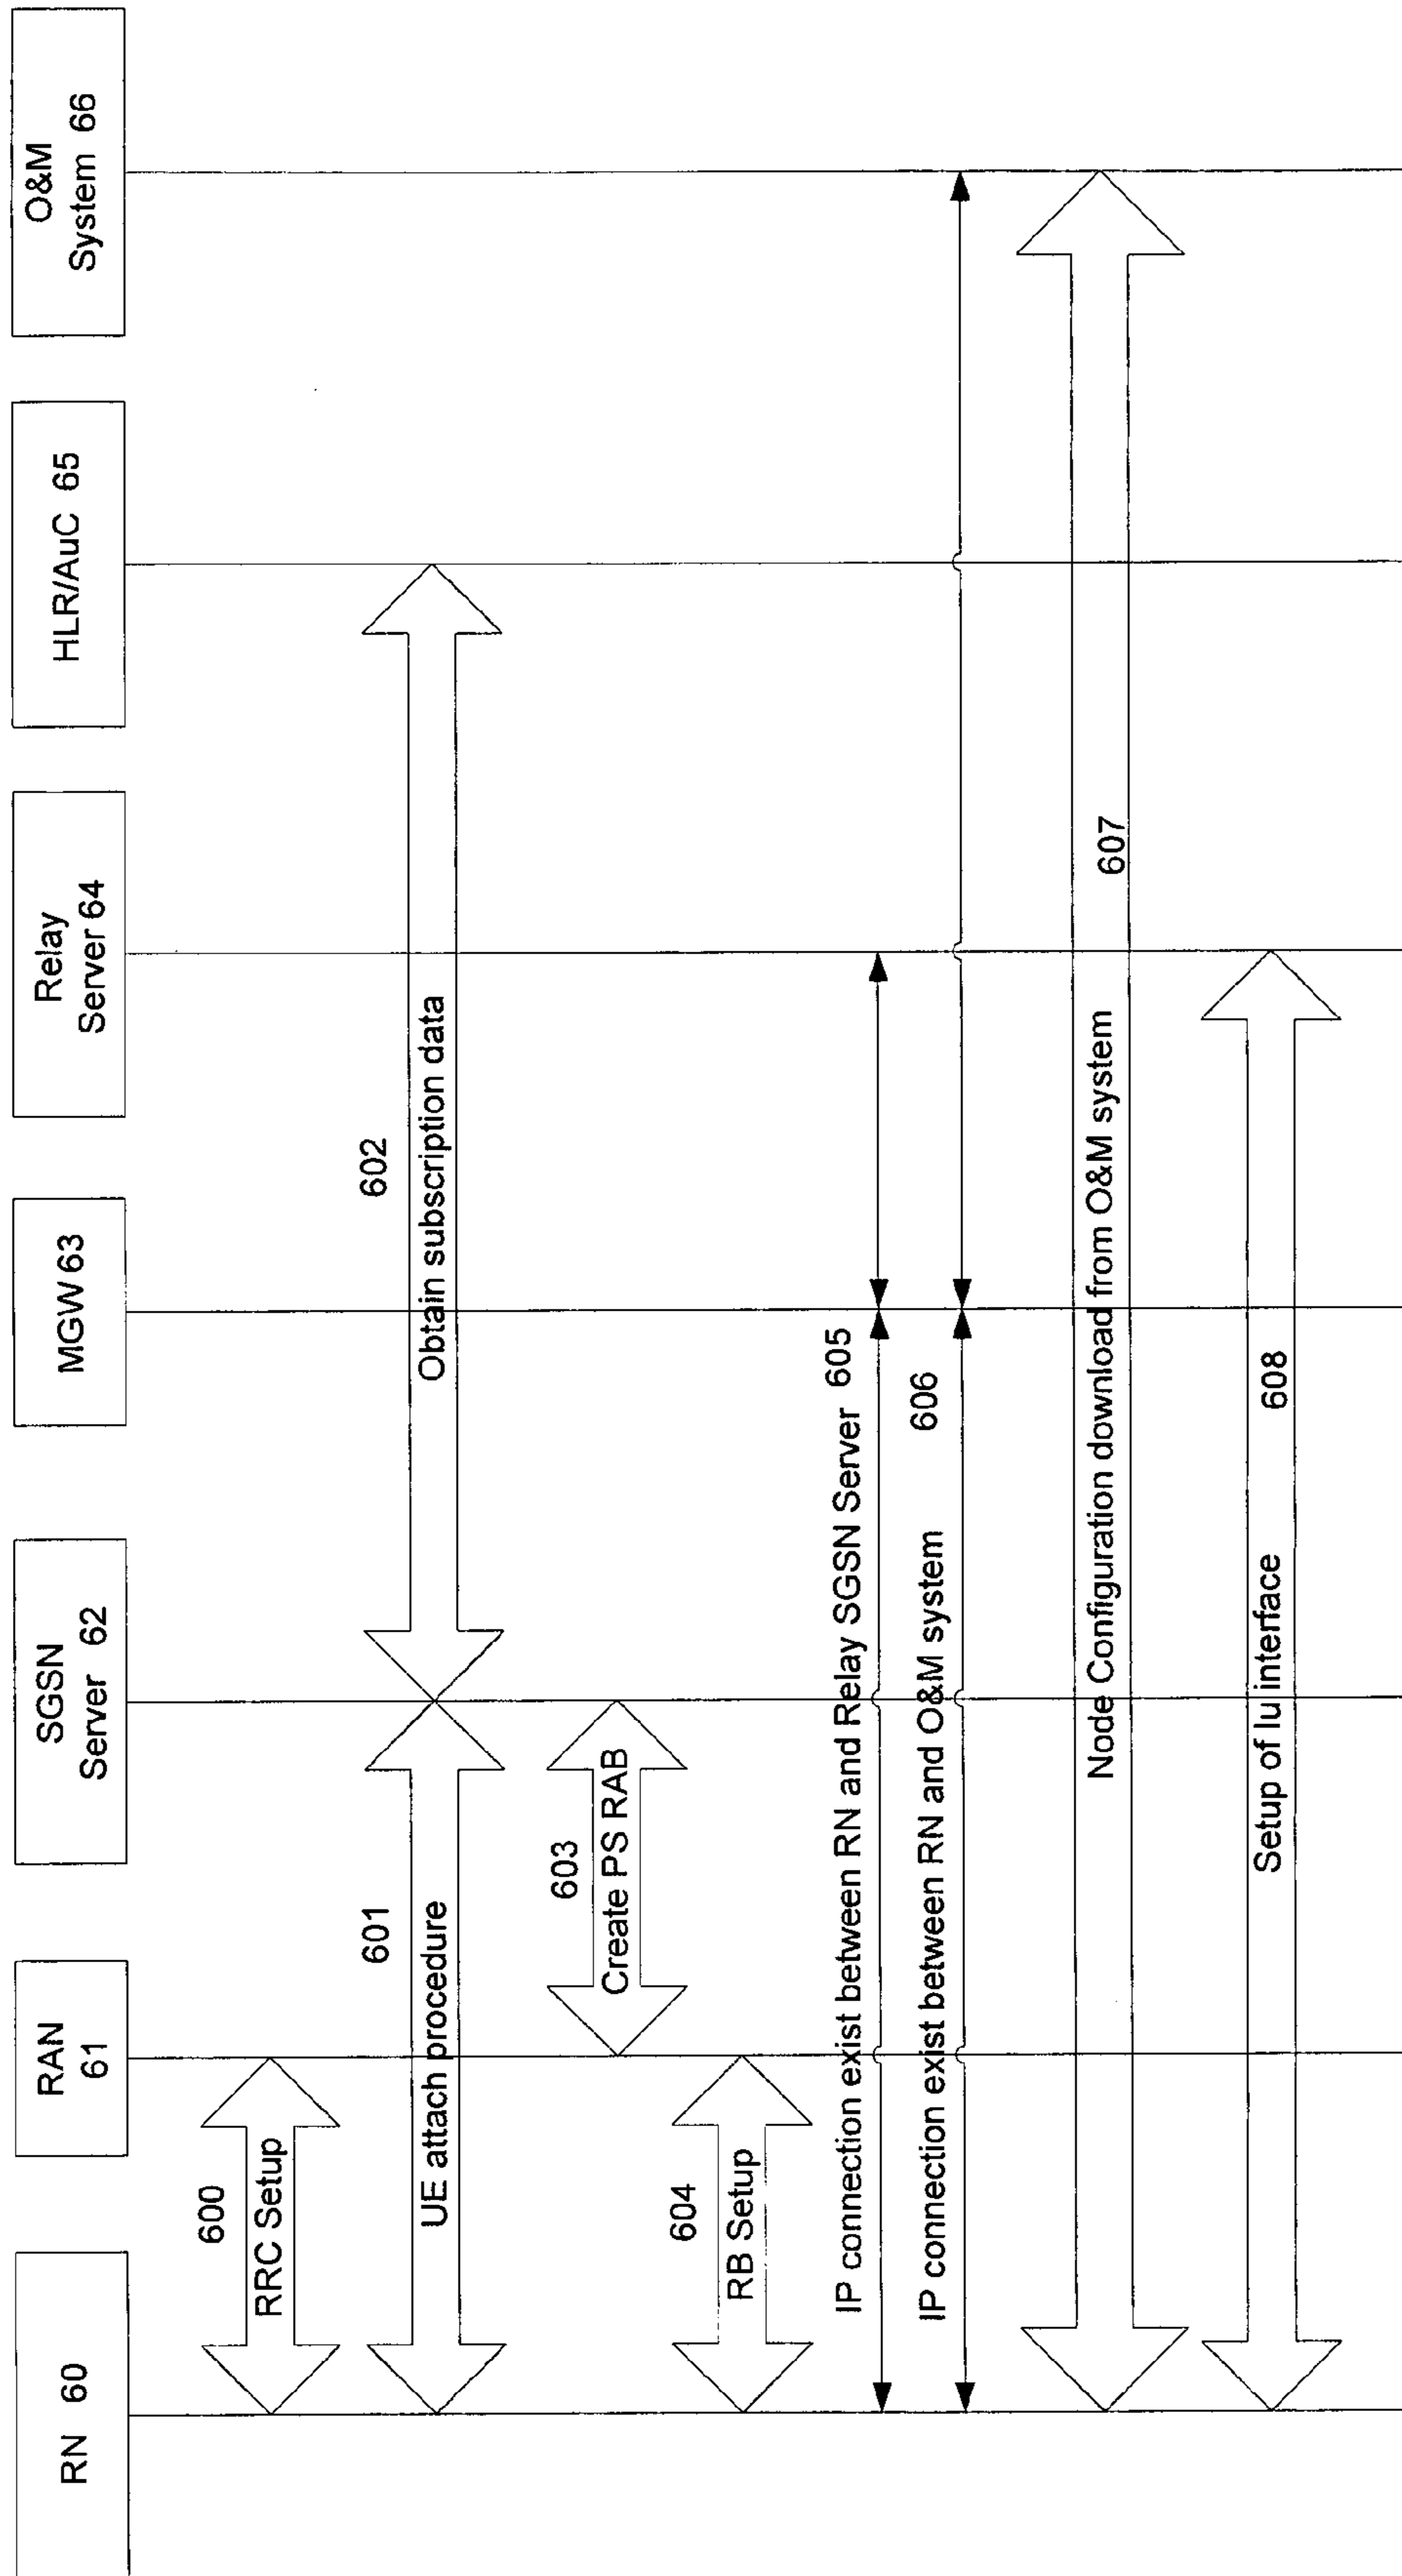 RN 60
RAN
61
SGSN
Server 62
MGW 63
Relay
Server 64
HLR/AuC 65
O&M
System 66
600
RRC Setup
601
UE attach procedure
602
Obtain subscription data
603
Create PS RAB
604
RB Setup
IP connection exist between RN and Relay SGSN Server 605
IP connection exist between RN and O&M system 606
607
Node Configuration download from O&M system
608
Setup of Iu interface